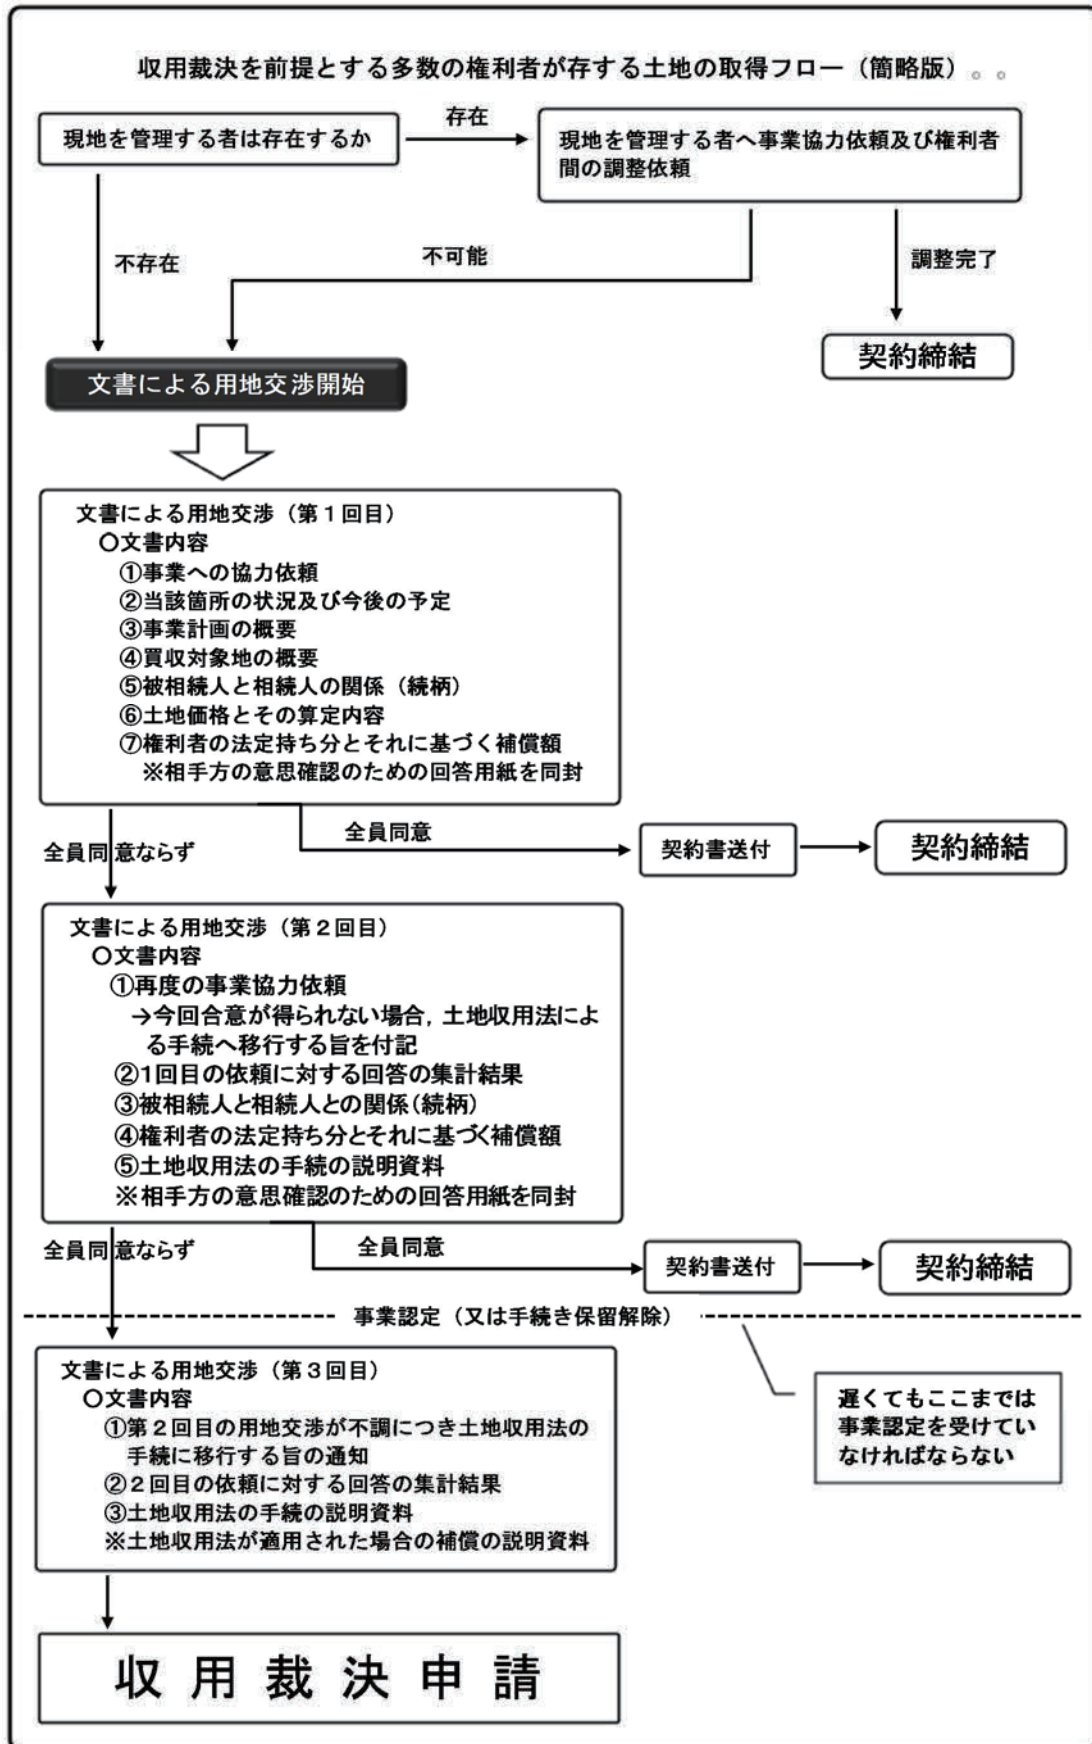 収用裁決を前提とする多数の権利者が存する土地の取得フロー（簡略版）。。
現地を管理する者は存在するか
存在
現地を管理する者へ事業協力依頼及び権利者
間の調整依頼
不存在
不可能
調整完了
契約締結
文書による用地交渉開始
文書による用地交渉（第１回目）
〇文書内容
①事業への協力依頼
②当該箇所の状況及び今後の予定
③事業計画の概要
④買収対象地の概要
⑤被相続人と相続人の関係（続柄）
⑥土地価格とその算定内容
⑦権利者の法定持ち分とそれに基づく補償額
※相手方の意思確認のための回答用紙を同封
全員同意ならず
全員同意
契約書送付
契約締結
文書による用地交渉（第２回目）
〇文書内容
①再度の事業協力依頼
→今回合意が得られない場合，土地収用法によ
る手続へ移行する旨を付記
②1回目の依頼に対する回答の集計結果
③被相続人と相続人との関係(続柄)
④権利者の法定持ち分とそれに基づく補償額
⑤土地収用法の手続の説明資料
※相手方の意思確認のための回答用紙を同封
全員同意ならず
全員同意
契約書送付
契約締結
事業認定（又は手続き保留解除）
文書による用地交渉（第３回目）
〇文書内容
①第２回目の用地交渉が不調につき土地収用法の
手続に移行する旨の通知
②２回目の依頼に対する回答の集計結果
③土地収用法の手続の説明資料
※土地収用法が適用された場合の補償の説明資料
遅くてもここまでは
事業認定を受けてい
なければならない
収用裁決申請